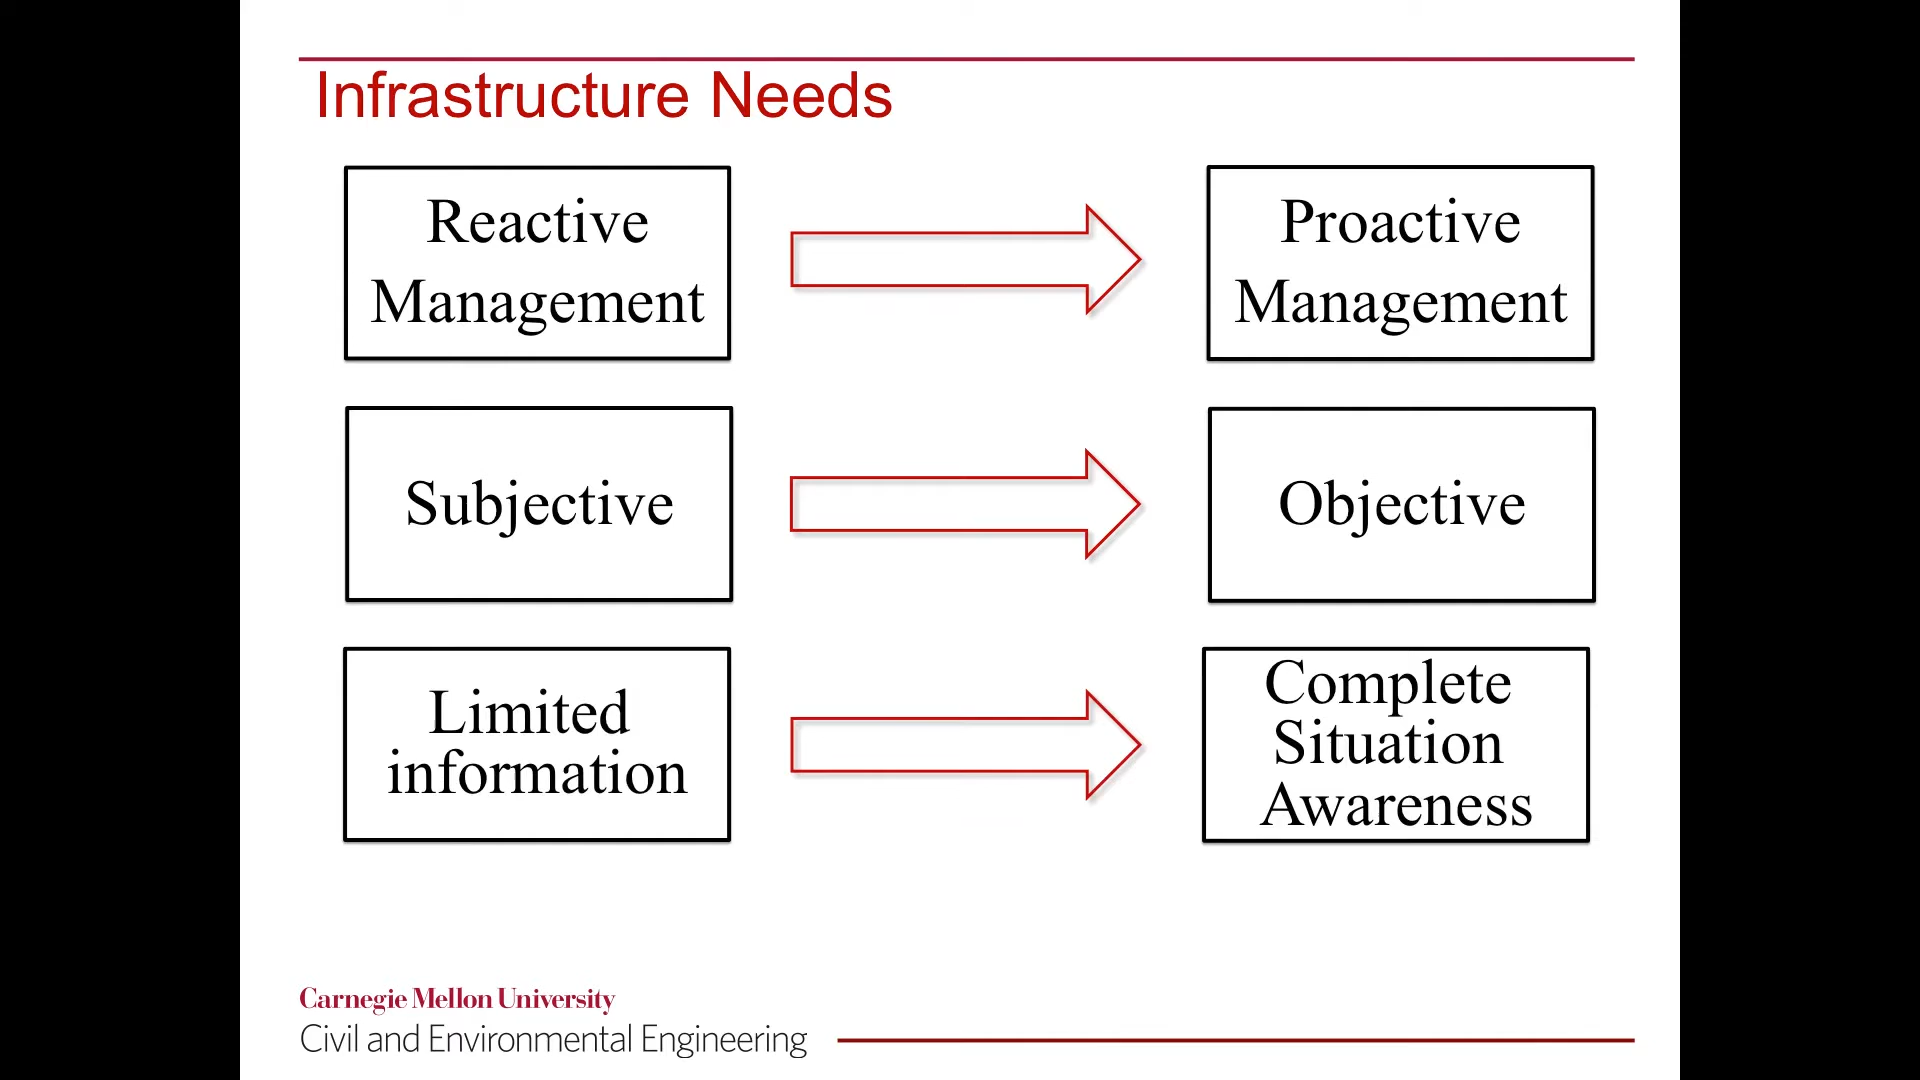 Infrastructure Needs
Reactive
Management
Proactive
Management
Subjective
Objective
Limited
information
Complete
Situation
Awareness
Carnegie Mellon University
Civil and Environmental Engineering